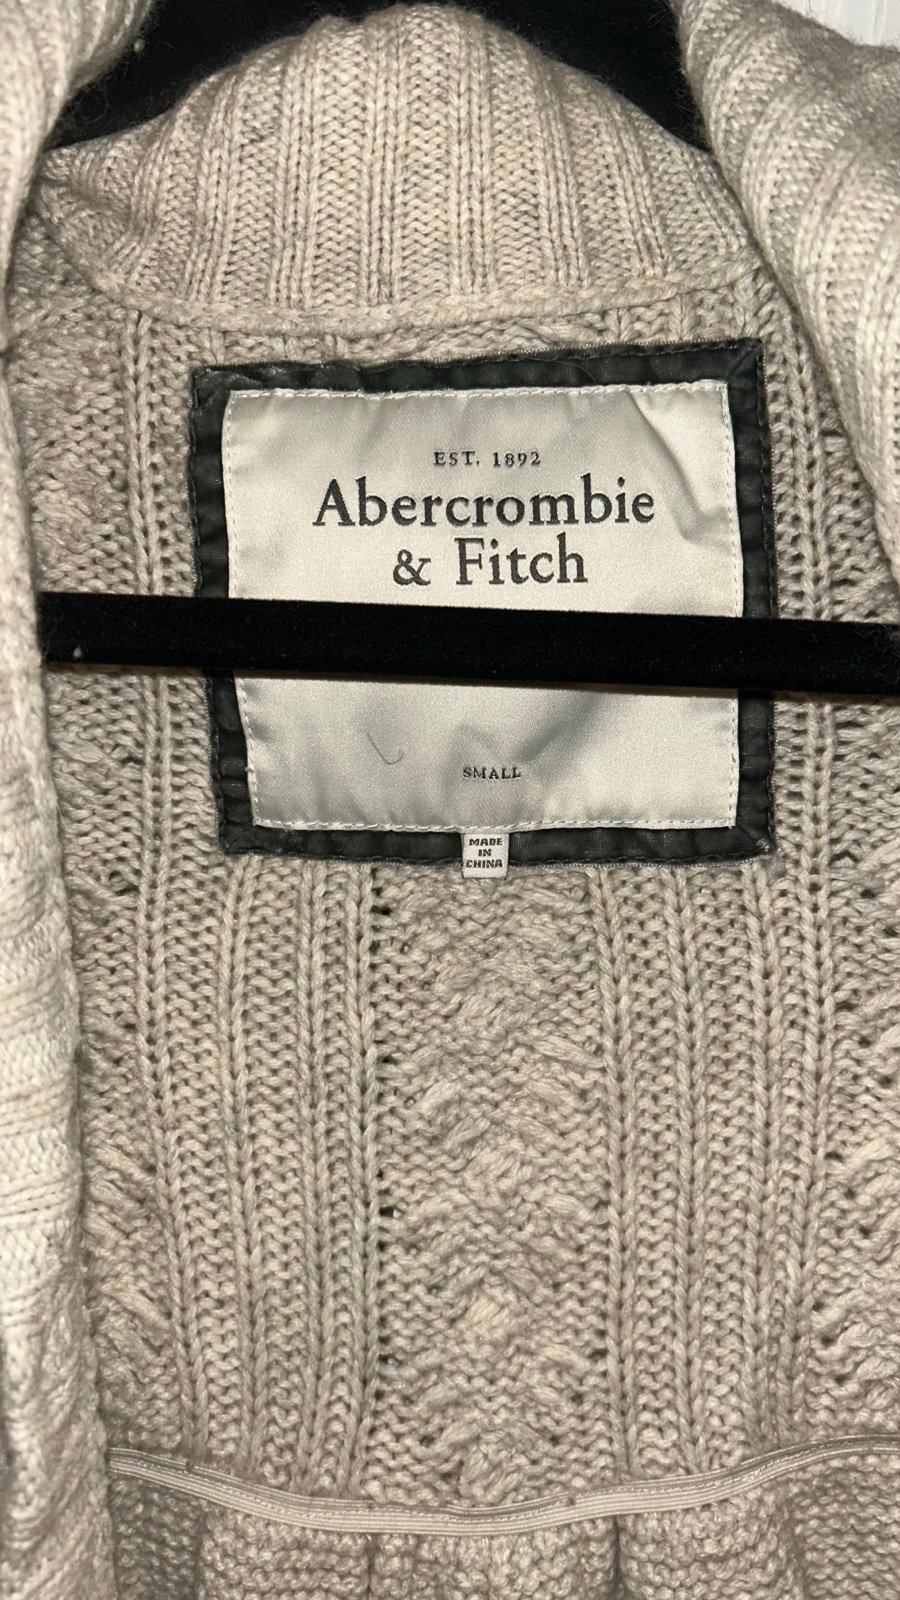 EST. 1892
Abercrombie
& Fitch
SMALL
MADE
IN
CHINA